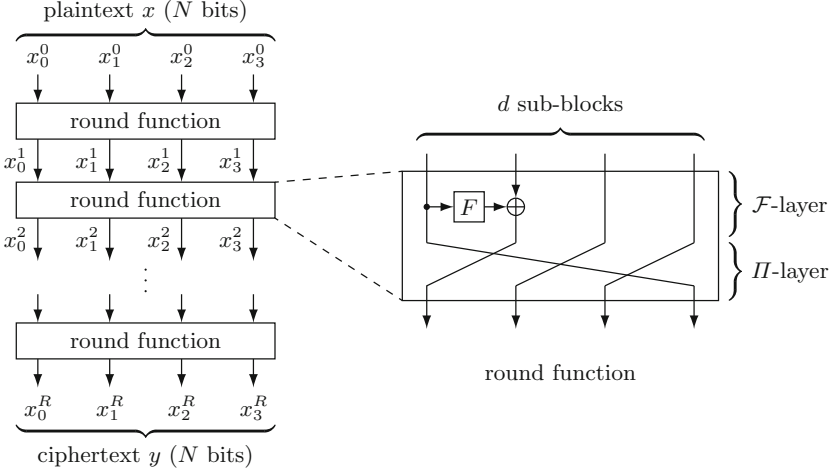 plaintext x (N bits)
x_0^0 x_1^0 x_2^0 x_3^0
round function
x_0^1 x_1^1 x_2^1 x_3^1
round function
x_0^2 x_1^2 x_2^2 x_3^2
round function
x_0^R x_1^R x_2^R x_3^R
ciphertext y (N bits)
d sub-blocks
F
ℱ-layer
Π-layer
round function